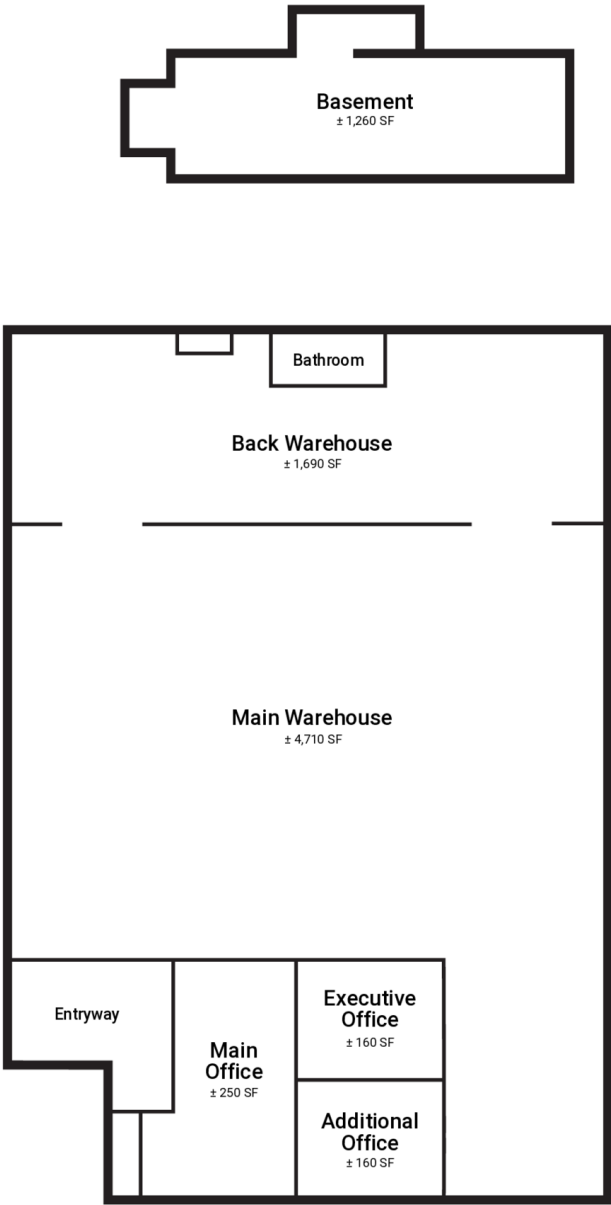 Basement
± 1,260 SF
Bathroom
Back Warehouse
± 1,690 SF
Main Warehouse
± 4,710 SF
Entryway
Main
Office
± 250 SF
Executive
Office
± 160 SF
Additional
Office
± 160 SF